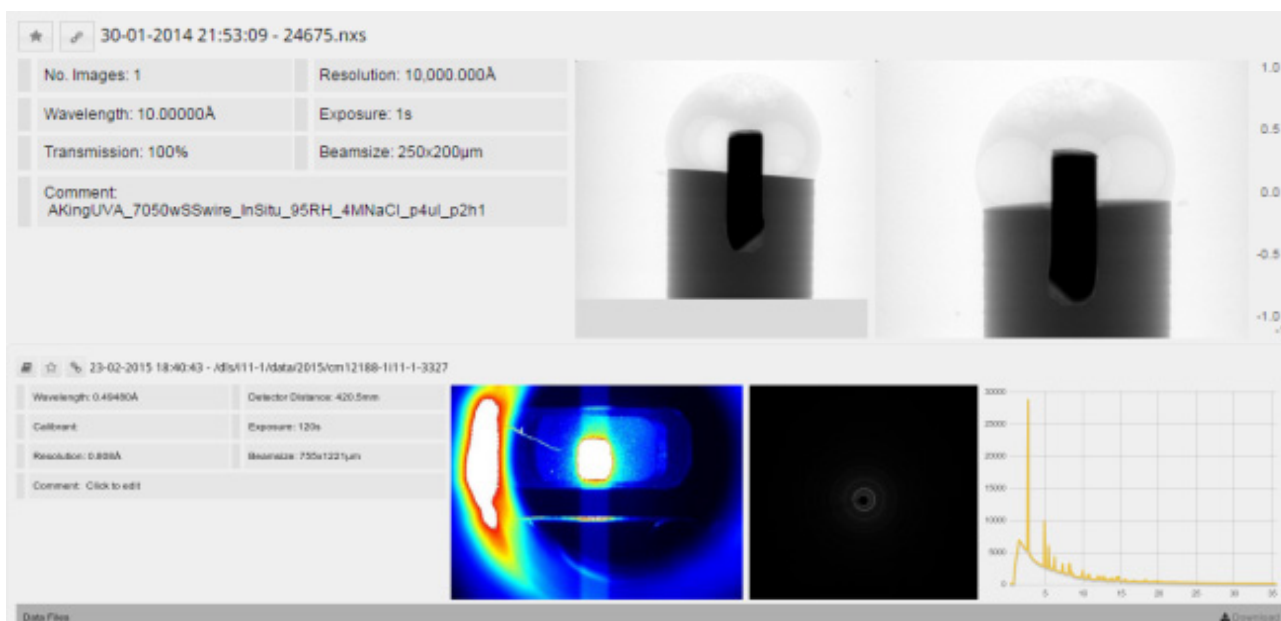 30-01-2014 21:53:09 - 24675.nxs
No. Images: 1 Resolution: 10,000.000Å
Wavelength: 10.00000Å Exposure: 1s
Transmission: 100% Beamsize: 250x200µm
Comment:
AKingUVA_7050wSSwire_InSitu_95RH_4MNaCl_p4ul_p2h1
1.0
0.5
0.0
-0.5
-1.0
23-02-2015 18:40:43 - /dls/i11-1/data/2015/cm12188-1/i11-1-3327
Wavelength: 0.49480Å Detector Distance: 420.5mm
Calibrant: Exposure: 120s
Resolution: 0.808Å Beamsize: 755x1221µm
Comment: Click to edit
30000
25000
20000
15000
10000
5000
0
5 10 15 20 25 30 35
Data Files Download